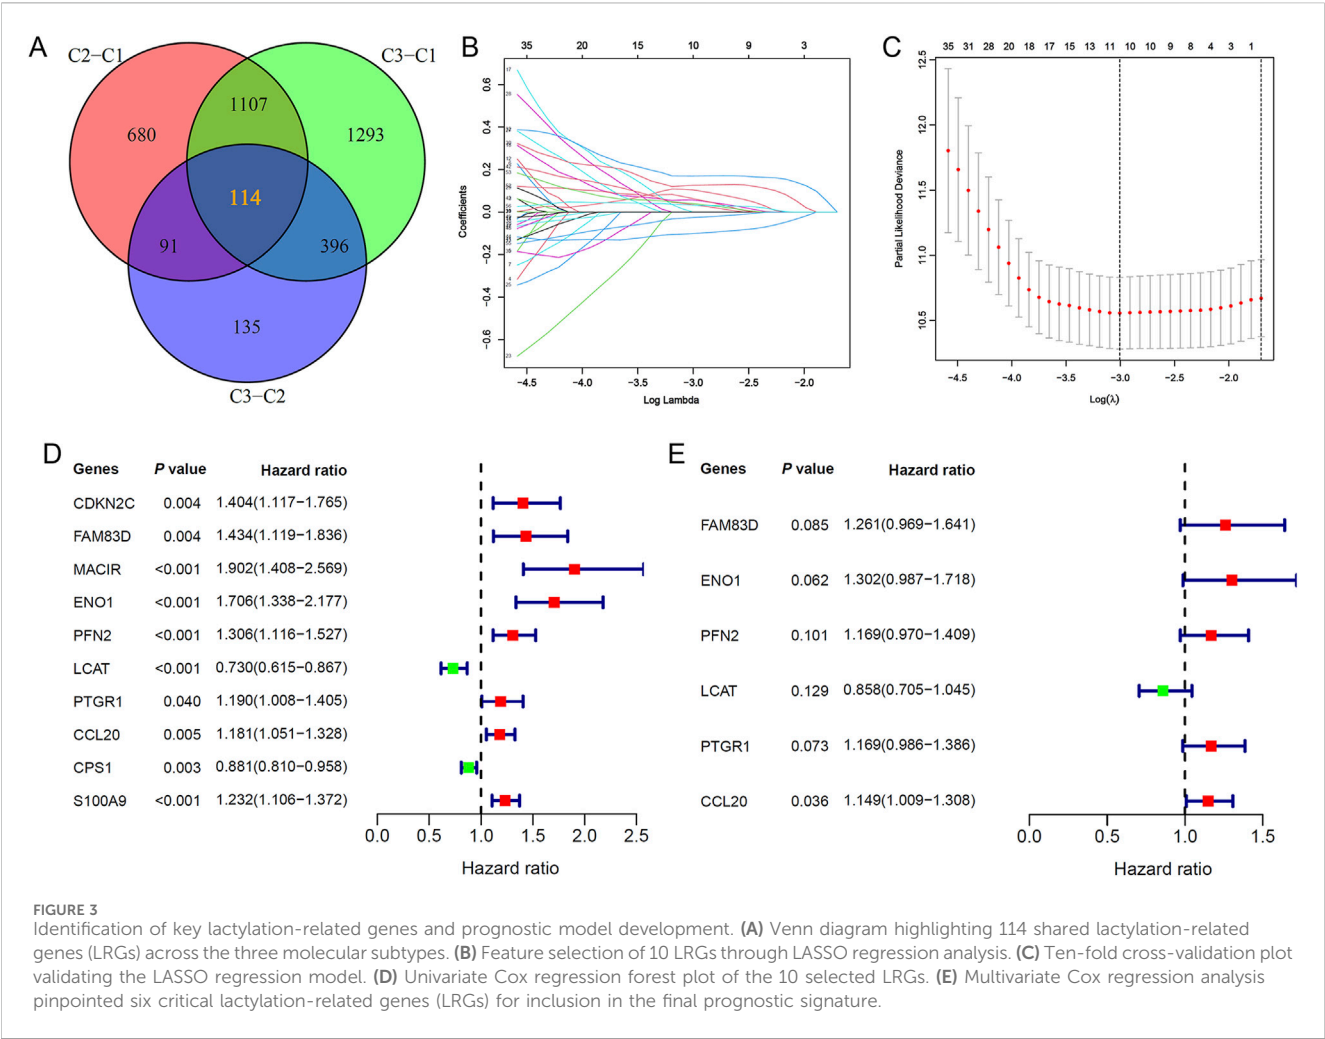 A
C2−C1
C3−C1
1107
680
1293
114
91
396
135
C3−C2
B
35 20 15 10 9 3
Coefficients
0.6
0.4
0.2
0.0
−0.2
−0.4
−0.6
−4.5 −4.0 −3.5 −3.0 −2.5 −2.0
Log Lambda
C
35 31 28 20 18 17 15 13 11 10 10 9 8 4 3 1
Partial Likelihood Deviance
12.5
12.0
11.5
11.0
10.5
−4.5 −4.0 −3.5 −3.0 −2.5 −2.0
Log(λ)
D
Genes P value Hazard ratio
CDKN2C 0.004 1.404(1.117−1.765)
FAM83D 0.004 1.434(1.119−1.836)
MACIR <0.001 1.902(1.408−2.569)
ENO1 <0.001 1.706(1.338−2.177)
PFN2 <0.001 1.306(1.116−1.527)
LCAT <0.001 0.730(0.615−0.867)
PTGR1 0.040 1.190(1.008−1.405)
CCL20 0.005 1.181(1.051−1.328)
CPS1 0.003 0.881(0.810−0.958)
S100A9 <0.001 1.232(1.106−1.372)
0.0 0.5 1.0 1.5 2.0 2.5
Hazard ratio
E
Genes P value Hazard ratio
FAM83D 0.085 1.261(0.969−1.641)
ENO1 0.062 1.302(0.987−1.718)
PFN2 0.101 1.169(0.970−1.409)
LCAT 0.129 0.858(0.705−1.045)
PTGR1 0.073 1.169(0.986−1.386)
CCL20 0.036 1.149(1.009−1.308)
0.0 0.5 1.0 1.5
Hazard ratio
FIGURE 3
Identification of key lactylation-related genes and prognostic model development. (A) Venn diagram highlighting 114 shared lactylation-related
genes (LRGs) across the three molecular subtypes. (B) Feature selection of 10 LRGs through LASSO regression analysis. (C) Ten-fold cross-validation plot
validating the LASSO regression model. (D) Univariate Cox regression forest plot of the 10 selected LRGs. (E) Multivariate Cox regression analysis
pinpointed six critical lactylation-related genes (LRGs) for inclusion in the final prognostic signature.